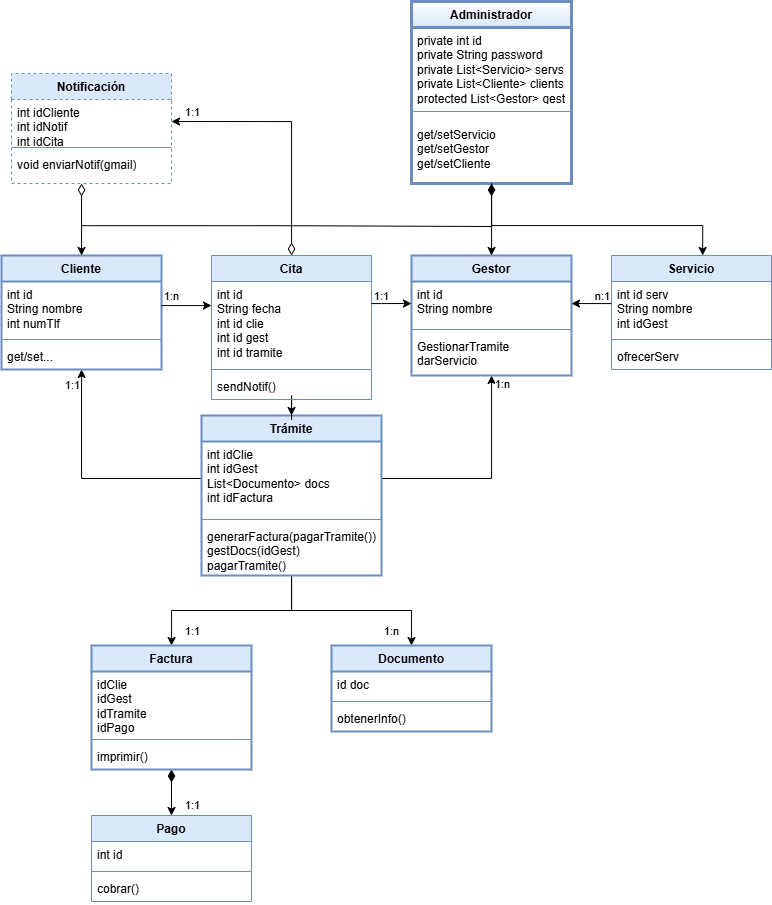 Administrador
private int id
private String password
private List<Servicio> servs
private List<Cliente> clients
protected List<Gestor> gest
get/setServicio
get/setGestor
get/setCliente
Notificación
int idCliente
int idNotif
int idCita
void enviarNotif(gmail)
1:1
Cliente
int id
String nombre
int numTlf
get/set...
1:n
Cita
int id
String fecha
int id clie
int id gest
int id tramite
sendNotif()
1:1
Gestor
int id
String nombre
GestionarTramite
darServicio
n:1
Servicio
int id serv
String nombre
int idGest
ofrecerServ
1:1
1:n
Trámite
int idClie
int idGest
List<Documento> docs
int idFactura
generarFactura(pagarTramite())
gestDocs(idGest)
pagarTramite()
1:1
1:n
Factura
idClie
idGest
idTramite
idPago
imprimir()
Documento
id doc
obtenerInfo()
1:1
Pago
int id
cobrar()